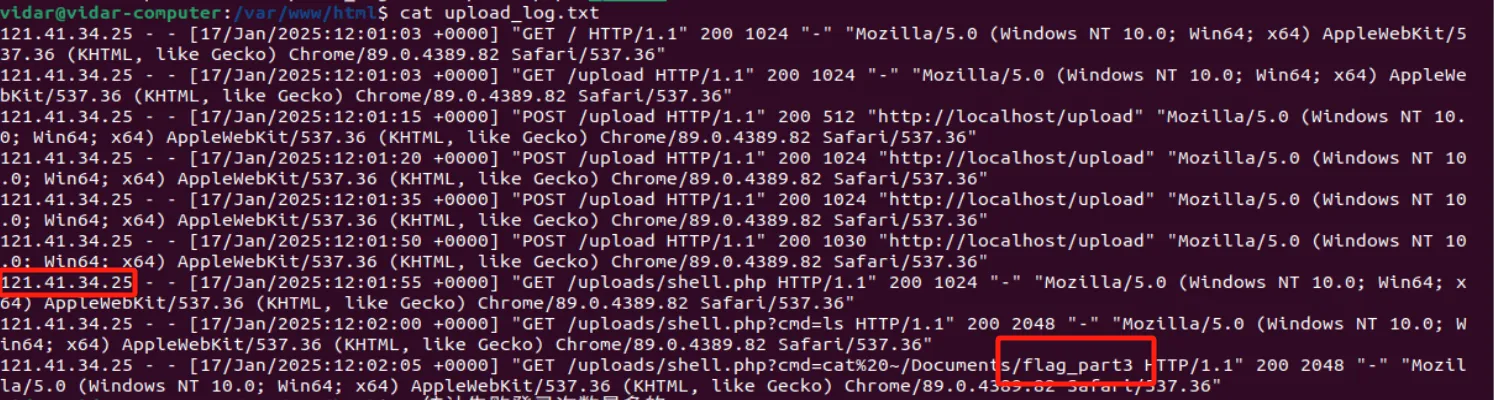 vidar@vidar-computer:/var/www/html$ cat upload_log.txt
121.41.34.25 - - [17/Jan/2025:12:01:03 +0000] "GET / HTTP/1.1" 200 1024 "-" "Mozilla/5.0 (Windows NT 10.0; Win64; x64) AppleWebKit/5
37.36 (KHTML, like Gecko) Chrome/89.0.4389.82 Safari/537.36"
121.41.34.25 - - [17/Jan/2025:12:01:03 +0000] "GET /upload HTTP/1.1" 200 1024 "-" "Mozilla/5.0 (Windows NT 10.0; Win64; x64) AppleWe
bKit/537.36 (KHTML, like Gecko) Chrome/89.0.4389.82 Safari/537.36"
121.41.34.25 - - [17/Jan/2025:12:01:15 +0000] "POST /upload HTTP/1.1" 200 512 "http://localhost/upload" "Mozilla/5.0 (Windows NT 10.
0; Win64; x64) AppleWebKit/537.36 (KHTML, like Gecko) Chrome/89.0.4389.82 Safari/537.36"
121.41.34.25 - - [17/Jan/2025:12:01:20 +0000] "POST /upload HTTP/1.1" 200 1024 "http://localhost/upload" "Mozilla/5.0 (Windows NT 10
.0; Win64; x64) AppleWebKit/537.36 (KHTML, like Gecko) Chrome/89.0.4389.82 Safari/537.36"
121.41.34.25 - - [17/Jan/2025:12:01:35 +0000] "POST /upload HTTP/1.1" 200 1024 "http://localhost/upload" "Mozilla/5.0 (Windows NT 10
.0; Win64; x64) AppleWebKit/537.36 (KHTML, like Gecko) Chrome/89.0.4389.82 Safari/537.36"
121.41.34.25 - - [17/Jan/2025:12:01:50 +0000] "POST /upload HTTP/1.1" 200 1030 "http://localhost/upload" "Mozilla/5.0 (Windows NT 10
.0; Win64; x64) AppleWebKit/537.36 (KHTML, like Gecko) Chrome/89.0.4389.82 Safari/537.36"
121.41.34.25 - - [17/Jan/2025:12:01:55 +0000] "GET /uploads/shell.php HTTP/1.1" 200 1024 "-" "Mozilla/5.0 (Windows NT 10.0; Win64; x
64) AppleWebKit/537.36 (KHTML, like Gecko) Chrome/89.0.4389.82 Safari/537.36"
121.41.34.25 - - [17/Jan/2025:12:02:00 +0000] "GET /uploads/shell.php?cmd=ls HTTP/1.1" 200 2048 "-" "Mozilla/5.0 (Windows NT 10.0; W
in64; x64) AppleWebKit/537.36 (KHTML, like Gecko) Chrome/89.0.4389.82 Safari/537.36"
121.41.34.25 - - [17/Jan/2025:12:02:05 +0000] "GET /uploads/shell.php?cmd=cat%20~/Documents/flag_part3 HTTP/1.1" 200 2048 "-" "Mozil
la/5.0 (Windows NT 10.0; Win64; x64) AppleWebKit/537.36 (KHTML, like Gecko) Chrome/89.0.4389.82 Safari/537.36"